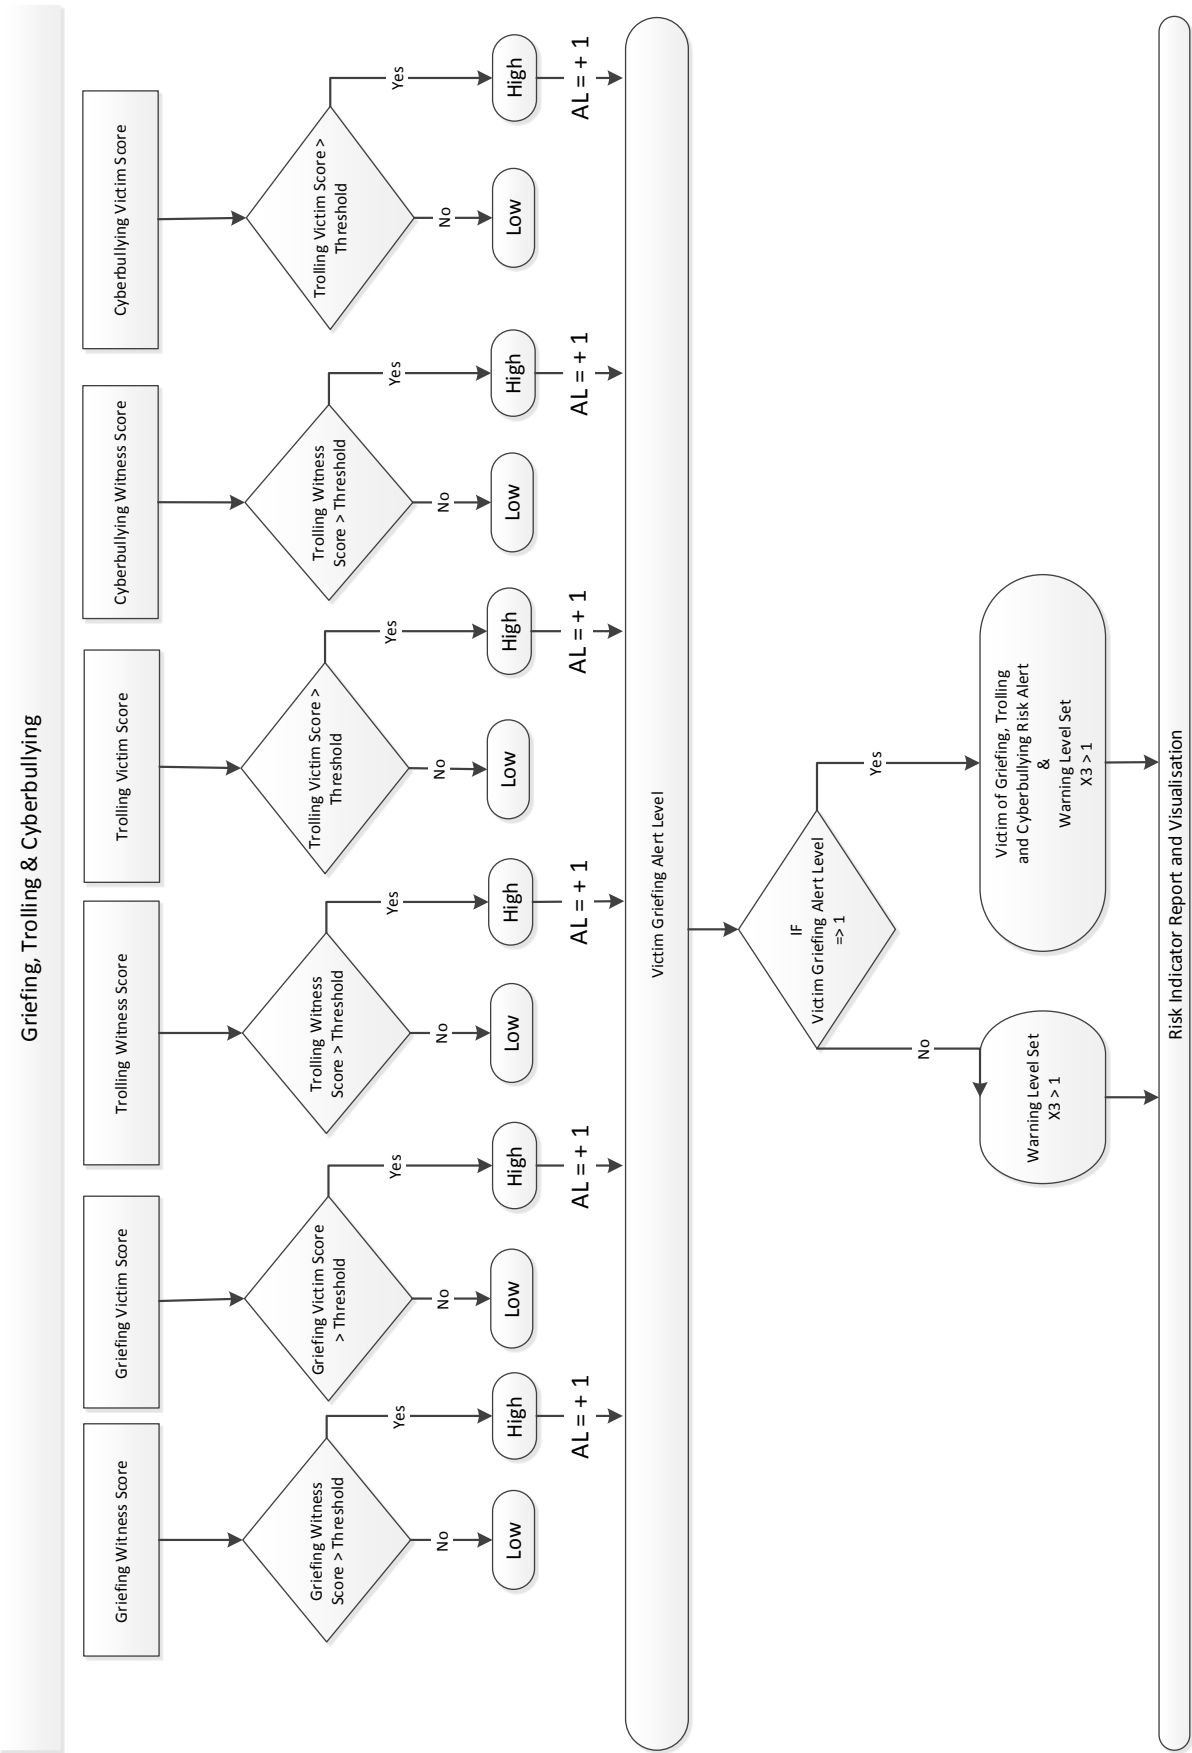 Griefing, Trolling & Cyberbullying
Griefing Witness Score
Griefing Victim Score
Trolling Witness Score
Trolling Victim Score
Cyberbullying Witness Score
Cyberbullying Victim Score
Griefing Witness
Score > Threshold
Griefing Victim Score
> Threshold
Trolling Witness
Score > Threshold
Trolling Victim Score >
Threshold
Trolling Witness
Score > Threshold
Trolling Victim Score >
Threshold
No
Yes
No
Yes
No
Yes
No
Yes
No
Yes
No
Yes
Low
High
Low
High
Low
High
Low
High
Low
High
Low
High
AL = + 1
AL = + 1
AL = + 1
AL = + 1
AL = + 1
AL = + 1
Victim Griefing Alert Level
IF
Victim Griefing Alert Level
=> 1
No
Yes
Warning Level Set
X3 > 1
Victim of Griefing, Trolling
and Cyberbullying Risk Alert
&
Warning Level Set
X3 > 1
Risk Indicator Report and Visualisation